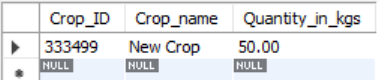 Crop_ID Crop_name Quantity_in_kgs
333499 New Crop 50.00
NULL NULL NULL